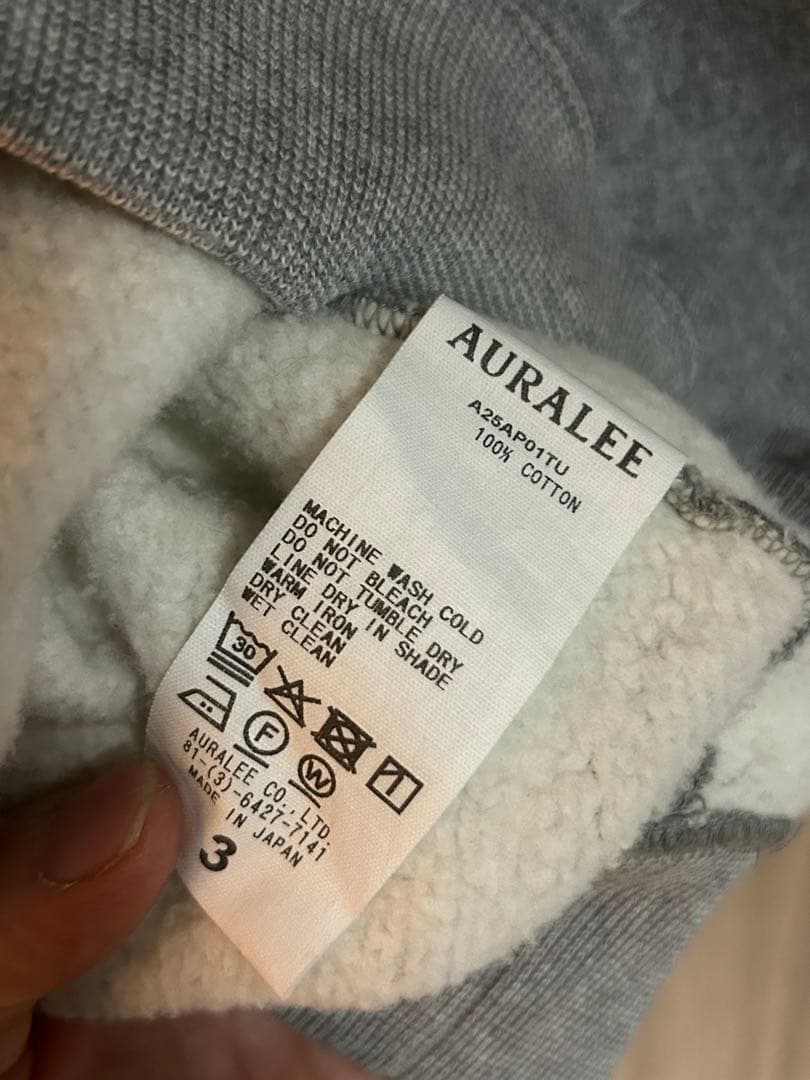 AURALEE
A25AP01TU
100% COTTON
MACHINE WASH COLD
DO NOT BLEACH
DO NOT TUMBLE DRY
LINE DRY IN SHADE
WARM IRON
DRY CLEAN
WET CLEAN
30
F
W
AURALEE CO., LTD.
81-(3)-6427-7141
MADE IN JAPAN
3